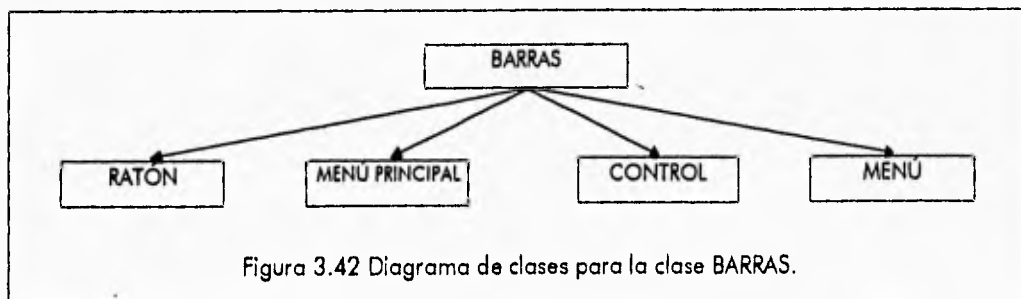 BARRAS
RATÓN
MENÚ PRINCIPAL
CONTROL
MENÚ
Figura 3.42 Diagrama de clases para la clase BARRAS.